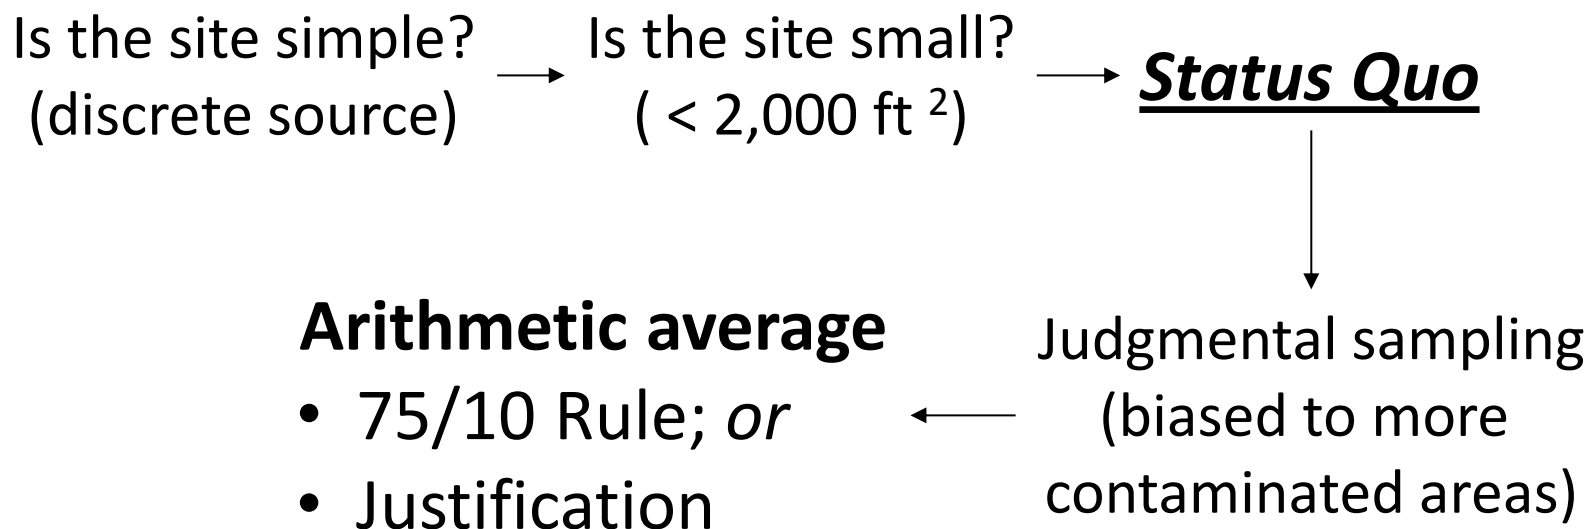 Is the site simple?
(discrete source)
Is the site small?
( < 2,000 ft ²)
Status Quo
Judgmental sampling
(biased to more
contaminated areas)
Arithmetic average
• 75/10 Rule; or
• Justification